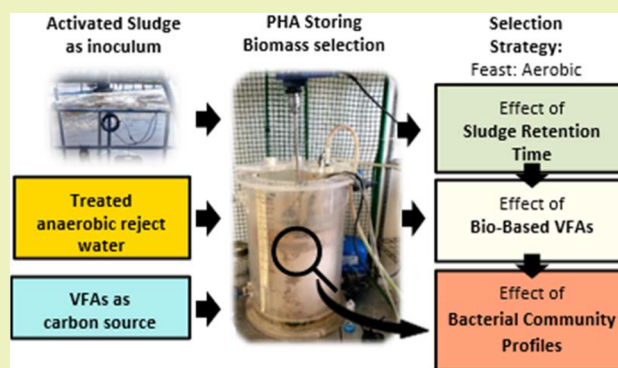 Activated Sludge
as inoculum
PHA Storing
Biomass selection
Selection
Strategy:
Feast: Aerobic
Treated
anaerobic reject
water
VFAs as
carbon source
Effect of
Sludge Retention
Time
Effect of
Bio-Based VFAs
Effect of
Bacterial Community
Profiles